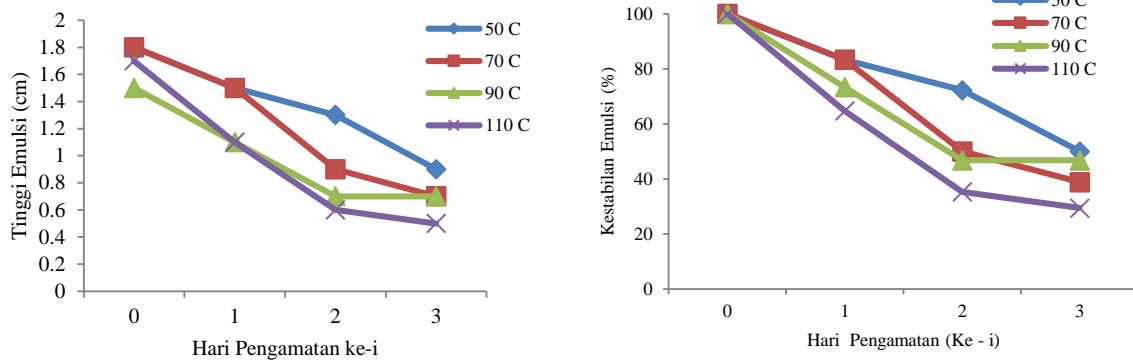 Tinggi Emulsi (cm)
2
1.8
1.6
1.4
1.2
1
0.8
0.6
0.4
0.2
0
0 1 2 3
Hari Pengamatan ke-i
50 C
70 C
90 C
110 C
Kestabilan Emulsi (%)
100
80
60
40
20
0
0 1 2 3
Hari Pengamatan (Ke - i)
50 C
70 C
90 C
110 C